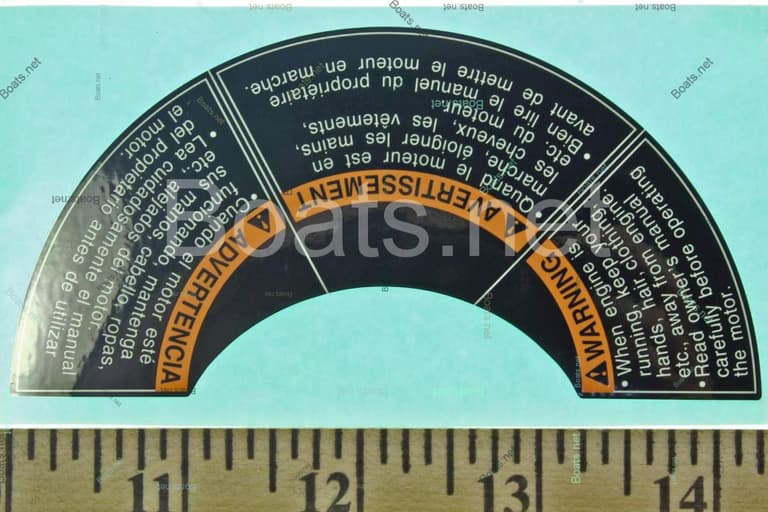 ADVERTENCIA
• Cuando el motor esté
funcionando, mantenga
sus manos, cabello, ropas,
etc., alejados del motor.
• Lea cuidadosamente el manual
del propietario antes de utilizar
el motor.
AVERTISSEMENT
• Quand le moteur est en
marche éloigner les mains,
les cheveux, les vêtements,
etc. du moteur.
• Bien lire le manuel du propriétaire
avant de mettre le moteur en marche.
WARNING
• When engine is
running, keep your
hands, hair, clothing,
etc., away from engine.
• Read owner's manual
carefully before operating
the motor.
Boats.net
11 12 13 14